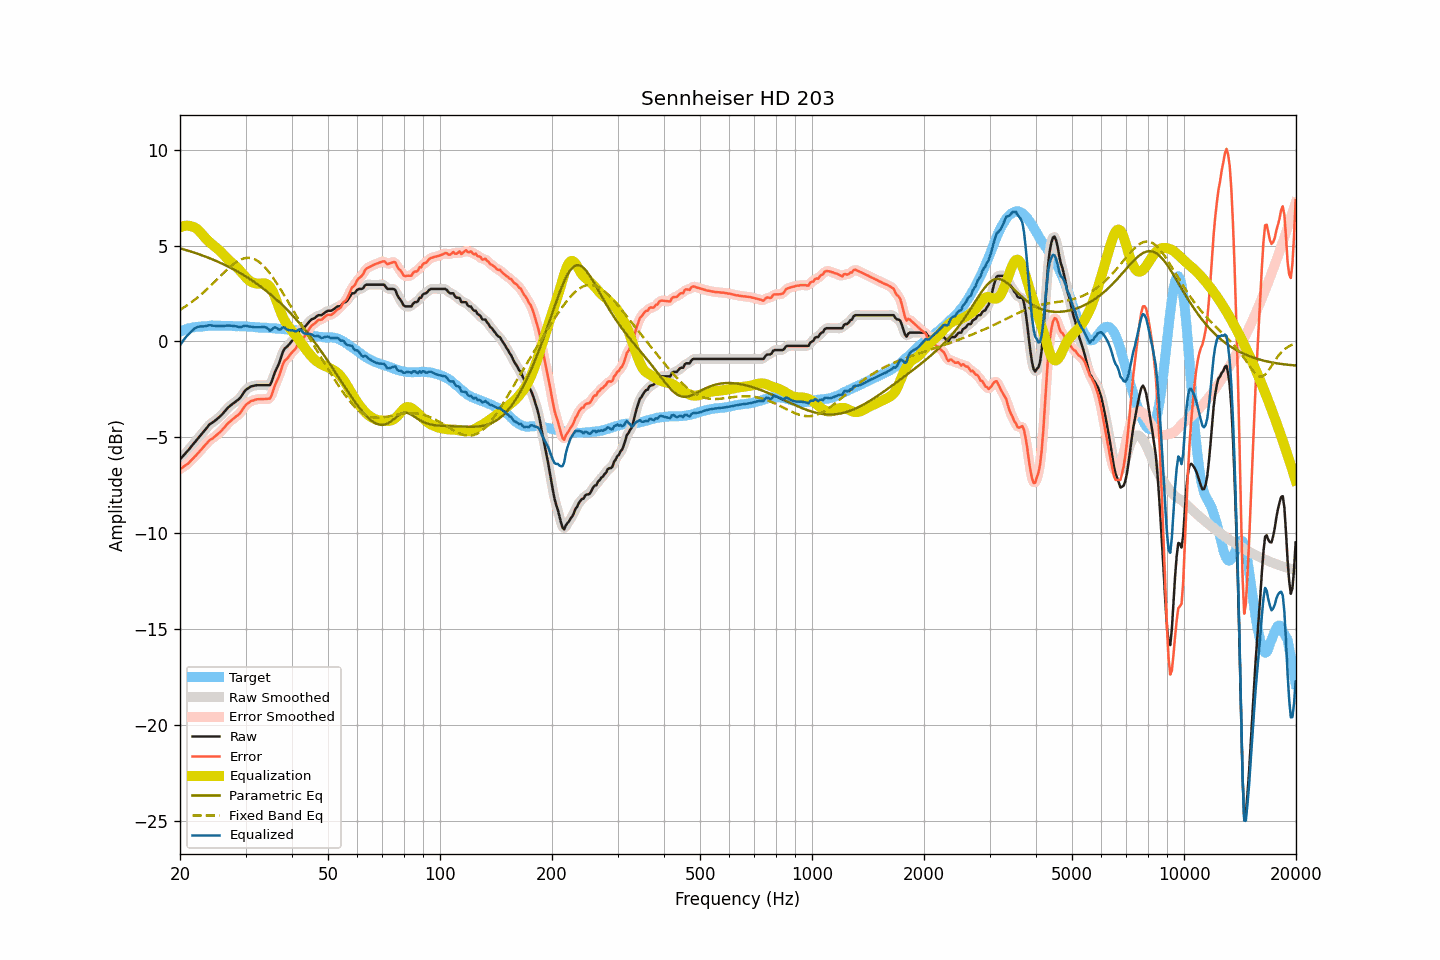 Sennheiser HD 203
10
5
0
−5
−10
−15
−20
−25
Amplitude (dBr)
Target
Raw Smoothed
Error Smoothed
Raw
Error
Equalization
Parametric Eq
Fixed Band Eq
Equalized
20 50 100 200 500 1000 2000 5000 10000 20000
Frequency (Hz)